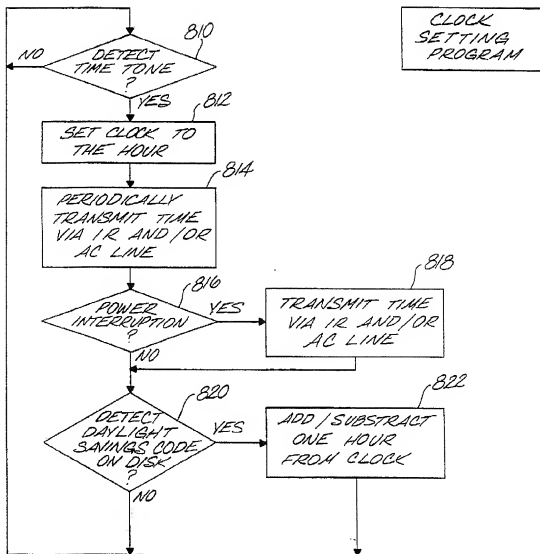 CLOCK
SETTING
PROGRAM
810
DETECT
TIME TONE
?
NO
YES
812
SET CLOCK TO
THE HOUR
814
PERIODICALLY
TRANSMIT TIME
VIA IR AND/OR
AC LINE
816
POWER
INTERRUPTION
?
YES
NO
818
TRANSMIT TIME
VIA IR AND/OR
AC LINE
820
DETECT
DAYLIGHT
SAVINGS CODE
ON DISK
?
YES
NO
822
ADD/SUBSTRACT
ONE HOUR
FROM CLOCK